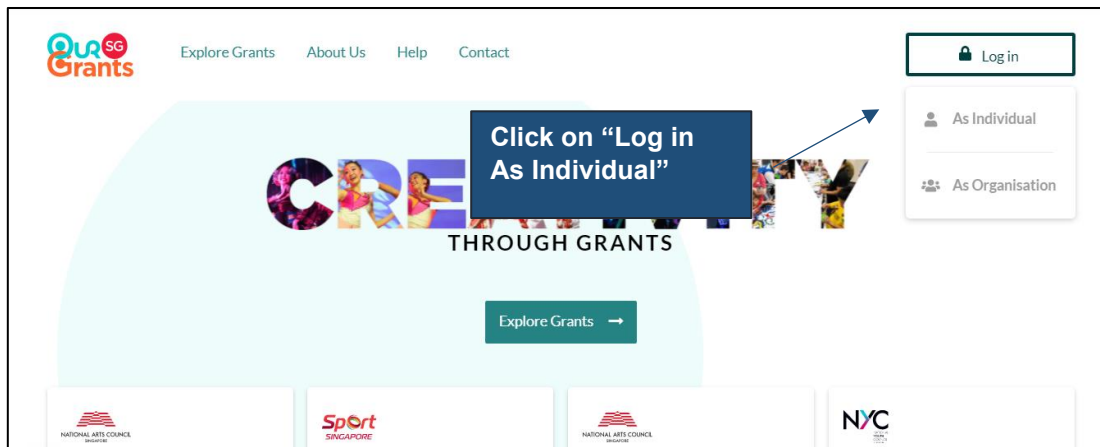 OUR SG
Grants
Explore Grants About Us Help Contact
Log in
As Individual
As Organisation
Click on “Log in
As Individual”
THROUGH GRANTS
Explore Grants →
NATIONAL ARTS COUNCIL
SINGAPORE
Sport
SINGAPORE
NATIONAL ARTS COUNCIL
SINGAPORE
NYC